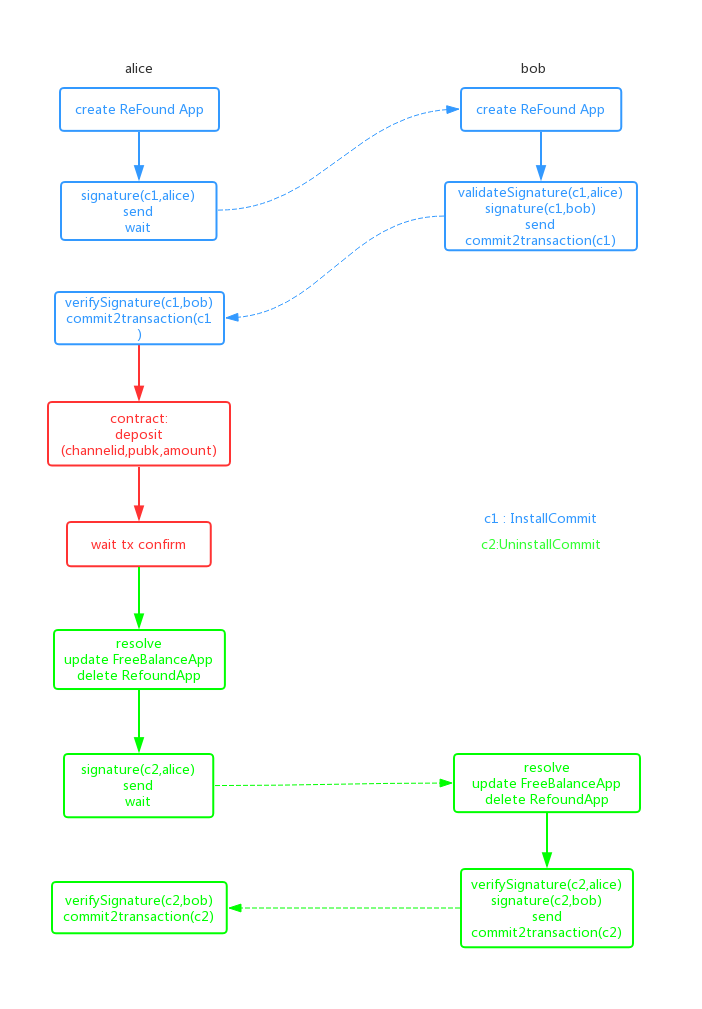 alice
bob
create ReFound App
create ReFound App
signature(c1,alice)
send
wait
validateSignature(c1,alice)
signature(c1,bob)
send
commit2transaction(c1)
verifySignature(c1,bob)
commit2transaction(c1
)
contract:
deposit
(channelid,pubk,amount)
wait tx confirm
c1 : InstallCommit
c2:UninstallCommit
resolve
update FreeBalanceApp
delete RefoundApp
signature(c2,alice)
send
wait
resolve
update FreeBalanceApp
delete RefoundApp
verifySignature(c2,bob)
commit2transaction(c2)
verifySignature(c2,alice)
signature(c2,bob)
send
commit2transaction(c2)